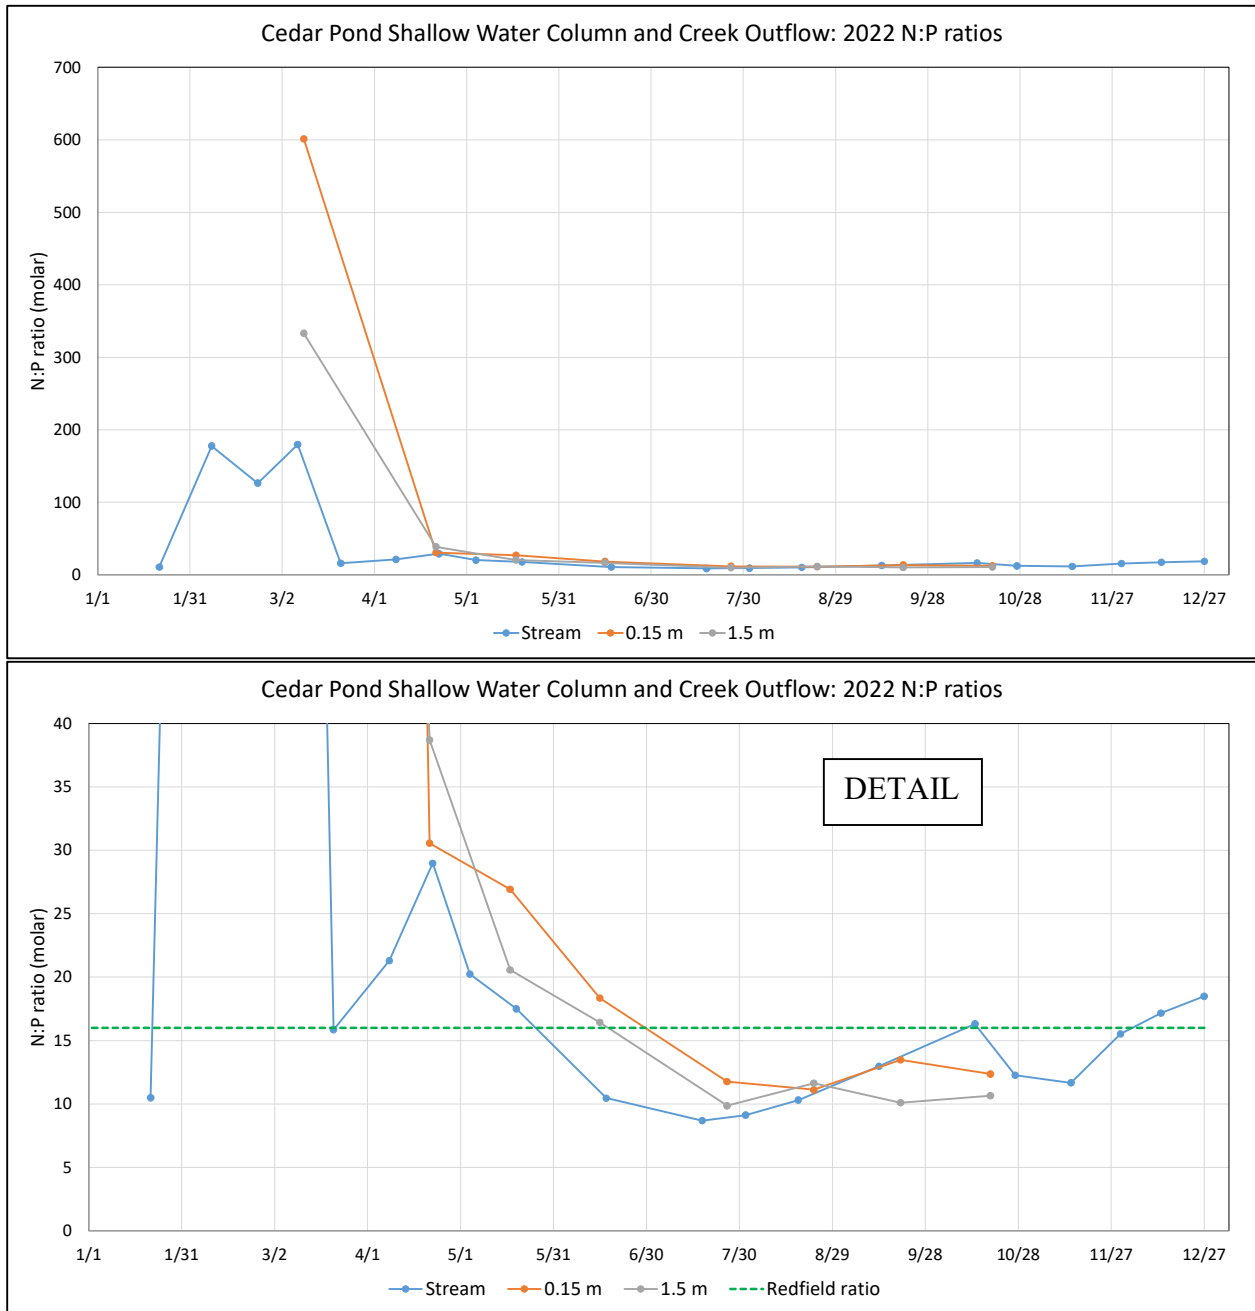 Cedar Pond Shallow Water Column and Creek Outflow: 2022 N:P ratios
700
600
500
400
300
200
100
0
N:P ratio (molar)
1/1 1/31 3/2 4/1 5/1 5/31 6/30 7/30 8/29 9/28 10/28 11/27 12/27
Stream 0.15 m 1.5 m
Cedar Pond Shallow Water Column and Creek Outflow: 2022 N:P ratios
40
35
30
25
20
15
10
5
0
N:P ratio (molar)
DETAIL
1/1 1/31 3/2 4/1 5/1 5/31 6/30 7/30 8/29 9/28 10/28 11/27 12/27
Stream 0.15 m 1.5 m Redfield ratio